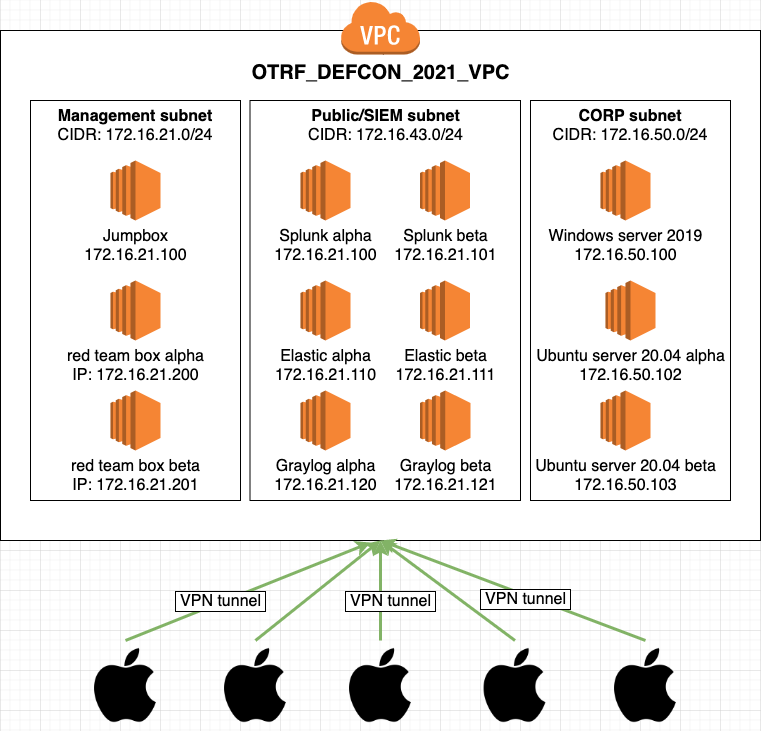 VPC
OTRF_DEFCON_2021_VPC
Management subnet
CIDR: 172.16.21.0/24
Jumpbox
172.16.21.100
red team box alpha
IP: 172.16.21.200
red team box beta
IP: 172.16.21.201
Public/SIEM subnet
CIDR: 172.16.43.0/24
Splunk alpha
172.16.21.100
Splunk beta
172.16.21.101
Elastic alpha
172.16.21.110
Elastic beta
172.16.21.111
Graylog alpha
172.16.21.120
Graylog beta
172.16.21.121
CORP subnet
CIDR: 172.16.50.0/24
Windows server 2019
172.16.50.100
Ubuntu server 20.04 alpha
172.16.50.102
Ubuntu server 20.04 beta
172.16.50.103
VPN tunnel
VPN tunnel
VPN tunnel